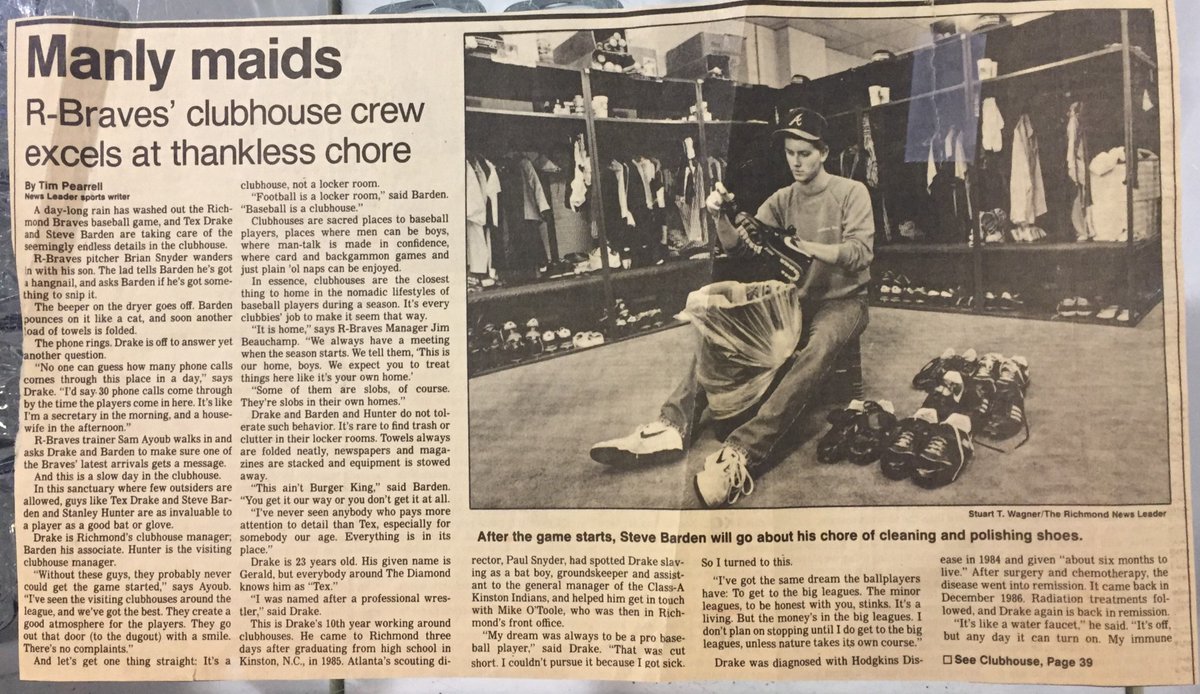 Manly maids
R-Braves' clubhouse crew
excels at thankless chore
By Tim Pearrell
News Leader sports writer
A day-long rain has washed out the Rich-
mond Braves baseball game, and Tex Drake
and Steve Barden are taking care of the
seemingly endless details in the clubhouse.
R-Braves pitcher Brian Snyder wanders
in with his son. The lad tells Barden he's got
a hangnail, and asks Barden if he's got some-
thing to snip it.
The beeper on the dryer goes off. Barden
pounces on it like a cat, and soon another
load of towels is folded.
The phone rings. Drake is off to answer yet
another question.
"No one can guess how many phone calls
comes through this place in a day," says
Drake. "I'd say 30 phone calls come through
by the time the players come in here. It's like
I'm a secretary in the morning, and a house-
wife in the afternoon."
R-Braves trainer Sam Ayoub walks in and
asks Drake and Barden to make sure one of
the Braves' latest arrivals gets a message.
And this is a slow day in the clubhouse.
In this sanctuary where few outsiders are
allowed, guys like Tex Drake and Steve Bar-
den and Stanley Hunter are as invaluable to
a player as a good bat or glove.
Drake is Richmond's clubhouse manager;
Barden his associate. Hunter is the visiting
clubhouse manager.
"Without these guys, they probably never
could get the game started," says Ayoub.
"I've seen the visiting clubhouses around the
league, and we've got the best. They create a
good atmosphere for the players. They go
out that door (to the dugout) with a smile.
There's no complaints."
And let's get one thing straight: It's a
clubhouse, not a locker room.
"Football is a locker room," said Barden.
"Baseball is a clubhouse."
Clubhouses are sacred places to baseball
players, places where men can be boys,
where man-talk is made in confidence,
where card and backgammon games and
just plain 'ol naps can be enjoyed.
In essence, clubhouses are the closest
thing to home in the nomadic lifestyles of
baseball players during a season. It's every
clubbies' job to make it seem that way.
"It is home," says R-Braves Manager Jim
Beauchamp. "We always have a meeting
when the season starts. We tell them, 'This is
our home, boys. We expect you to treat
things here like it's your own home.'
"Some of them are slobs, of course.
They're slobs in their own homes."
Drake and Barden and Hunter do not tol-
erate such behavior. It's rare to find trash or
clutter in their locker rooms. Towels always
are folded neatly, newspapers and maga-
zines are stacked and equipment is stowed
away.
"This ain't Burger King," said Barden.
"You get it our way or you don't get it at all.
"I've never seen anybody who pays more
attention to detail than Tex, especially for
somebody our age. Everything is in its
place."
Drake is 23 years old. His given name is
Gerald, but everybody around The Diamond
knows him as "Tex."
"I was named after a professional wres-
tler," said Drake.
This is Drake's 10th year working around
clubhouses. He came to Richmond three
days after graduating from high school in
Kinston, N.C., in 1985. Atlanta's scouting di-
A
Stuart T. Wagner/The Richmond News Leader
After the game starts, Steve Barden will go about his chore of cleaning and polishing shoes.
rector, Paul Snyder, had spotted Drake slav-
ing as a bat boy, groundskeeper and assist-
ant to the general manager of the Class-A
Kinston Indians, and helped him get in touch
with Mike O'Toole, who was then in Rich-
mond's front office.
"My dream was always to be a pro base-
ball player," said Drake. "That was cut
short. I couldn't pursue it because I got sick.
So I turned to this.
"I've got the same dream the ballplayers
have: To get to the big leagues. The minor
leagues, to be honest with you, stinks. It's a
living. But the money's in the big leagues. I
don't plan on stopping until I do get to the big
leagues, unless nature takes its own course."
Drake was diagnosed with Hodgkins Dis-
ease in 1984 and given "about six months to
live." After surgery and chemotherapy, the
disease went into remission. It came back in
December 1986. Radiation treatments fol-
lowed, and Drake again is back in remission.
"It's like a water faucet," he said. "It's off,
but any day it can turn on. My immune
☐ See Clubhouse, Page 39